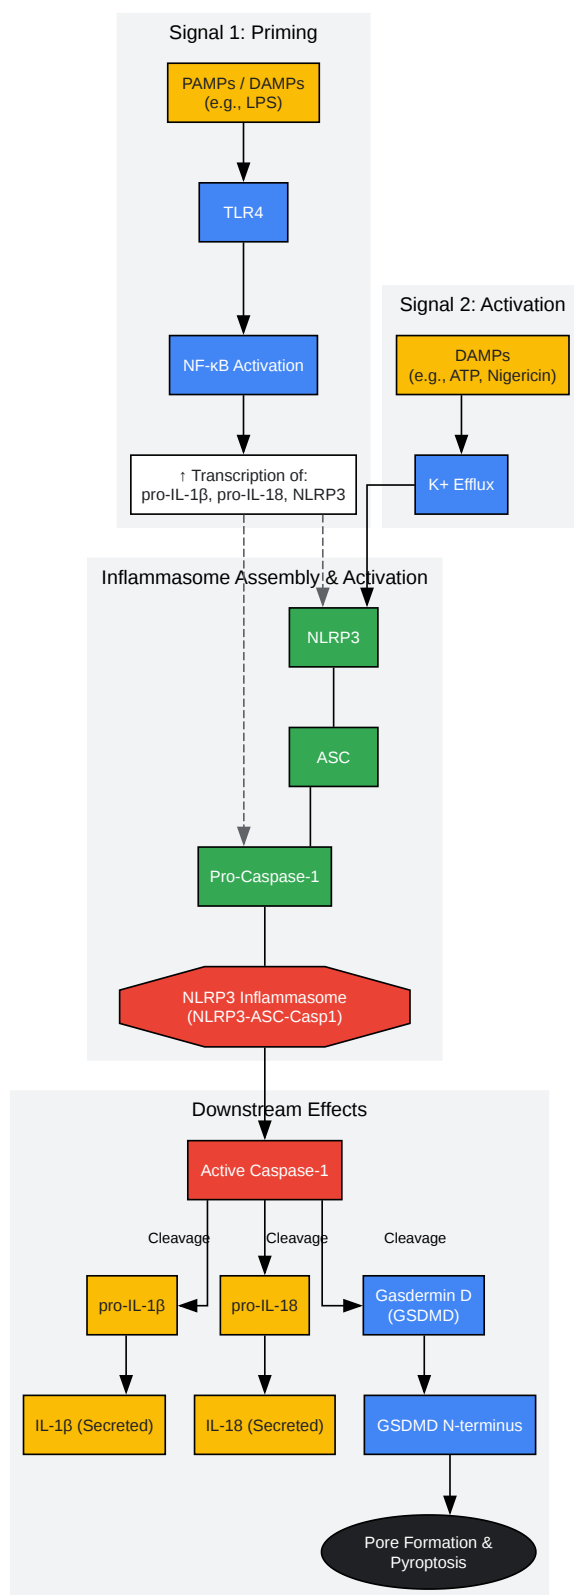 Signal 1: Priming
PAMPs / DAMPs
(e.g., LPS)
TLR4
NF-κB Activation
↑ Transcription of:
pro-IL-1β, pro-IL-18, NLRP3
Signal 2: Activation
DAMPs
(e.g., ATP, Nigericin)
K+ Efflux
Inflammasome Assembly & Activation
NLRP3
ASC
Pro-Caspase-1
NLRP3 Inflammasome
(NLRP3-ASC-Casp1)
Downstream Effects
Active Caspase-1
Cleavage
Cleavage
Cleavage
pro-IL-1β
pro-IL-18
Gasdermin D
(GSDMD)
IL-1β (Secreted)
IL-18 (Secreted)
GSDMD N-terminus
Pore Formation &
Pyroptosis